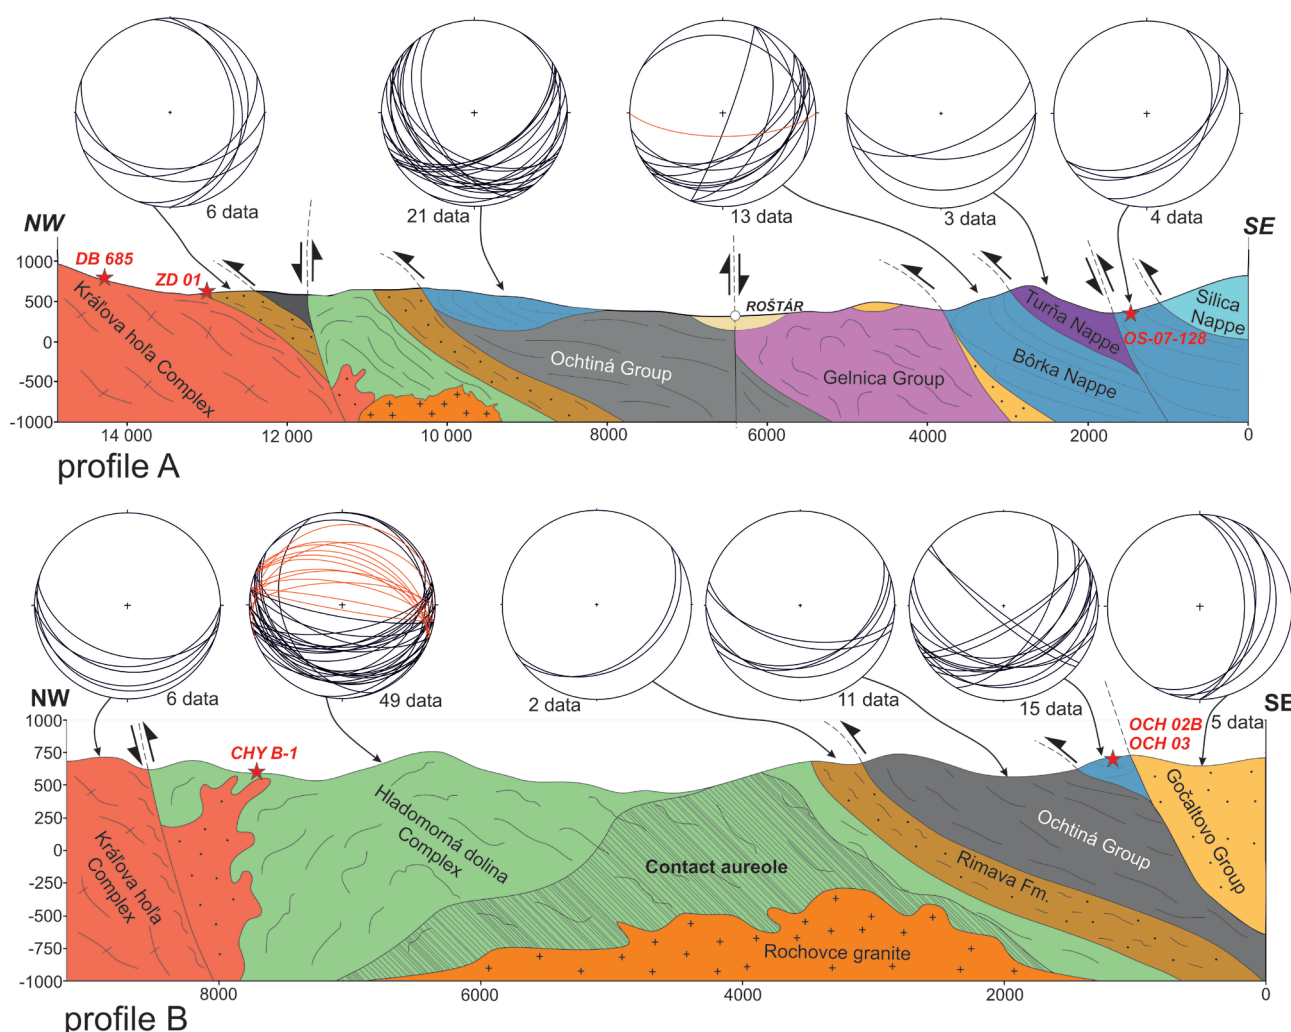 6 data
21 data
13 data
3 data
4 data
NW
SE
DB 685
ZD 01
ROŠTÁR
OS-07-128
Kráľova hoľa Complex
Ochtiná Group
Gelnica Group
Bôrka Nappe
Turňa Nappe
Silica
Nappe
1000
500
0
-500
-1000
14 000
12 000
10 000
8000
6000
4000
2000
0
profile A
6 data
49 data
2 data
11 data
15 data
5 data
NW
SE
CHY B-1
OCH 02B
OCH 03
Kráľova hoľa
Complex
Hladomorná dolina
Complex
Contact aureole
Rochovce granite
Rimava Fm.
Ochtiná Group
Gočaltovo Group
1000
750
500
250
0
-250
-500
-750
-1000
8000
6000
4000
2000
0
profile B